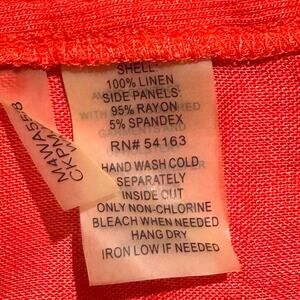 SHELL:
100% LINEN
SIDE PANELS:
95% RAYON
5% SPANDEX
RN# 54163
HAND WASH COLD
SEPARATELY
INSIDE OUT
ONLY NON-CHLORINE
BLEACH WHEN NEEDED
HANG DRY
IRON LOW IF NEEDED